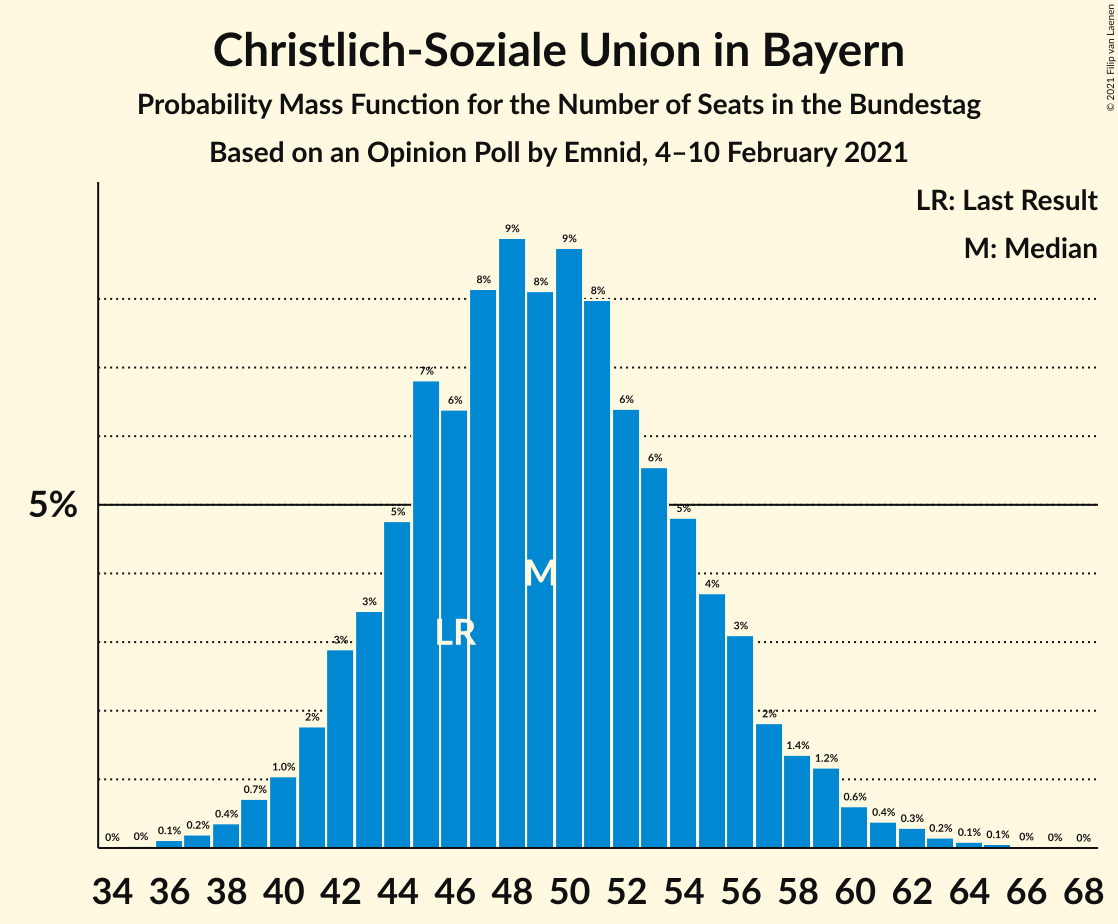 Christlich-Soziale Union in Bayern
Probability Mass Function for the Number of Seats in the Bundestag
Based on an Opinion Poll by Emnid, 4–10 February 2021
© 2021 Filip van Laenen
LR: Last Result
M: Median
5%
0% 0% 0.1% 0.2% 0.4% 0.7% 1.0% 2% 3% 3% 5% 7% 6% 8% 9% 8% 9% 8% 6% 6% 5% 4% 3% 2% 1.4% 1.2% 0.6% 0.4% 0.3% 0.2% 0.1% 0.1% 0% 0% 0%
LR
M
34 36 38 40 42 44 46 48 50 52 54 56 58 60 62 64 66 68